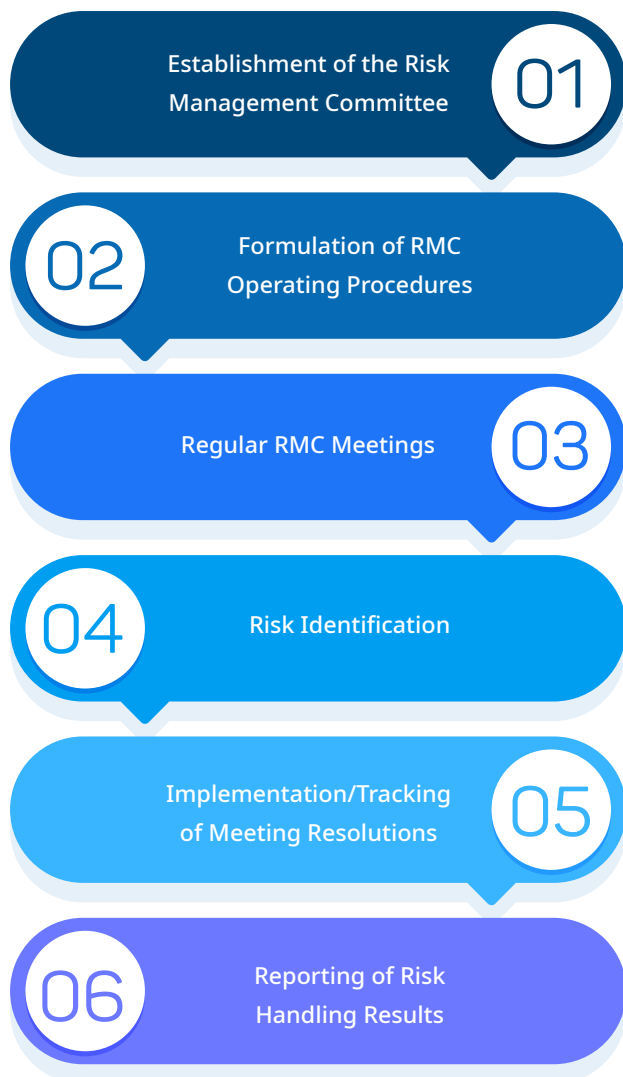 Establishment of the Risk
Management Committee
01
02
Formulation of RMC
Operating Procedures
Regular RMC Meetings
03
04
Risk Identification
Implementation/Tracking
of Meeting Resolutions
05
06
Reporting of Risk
Handling Results